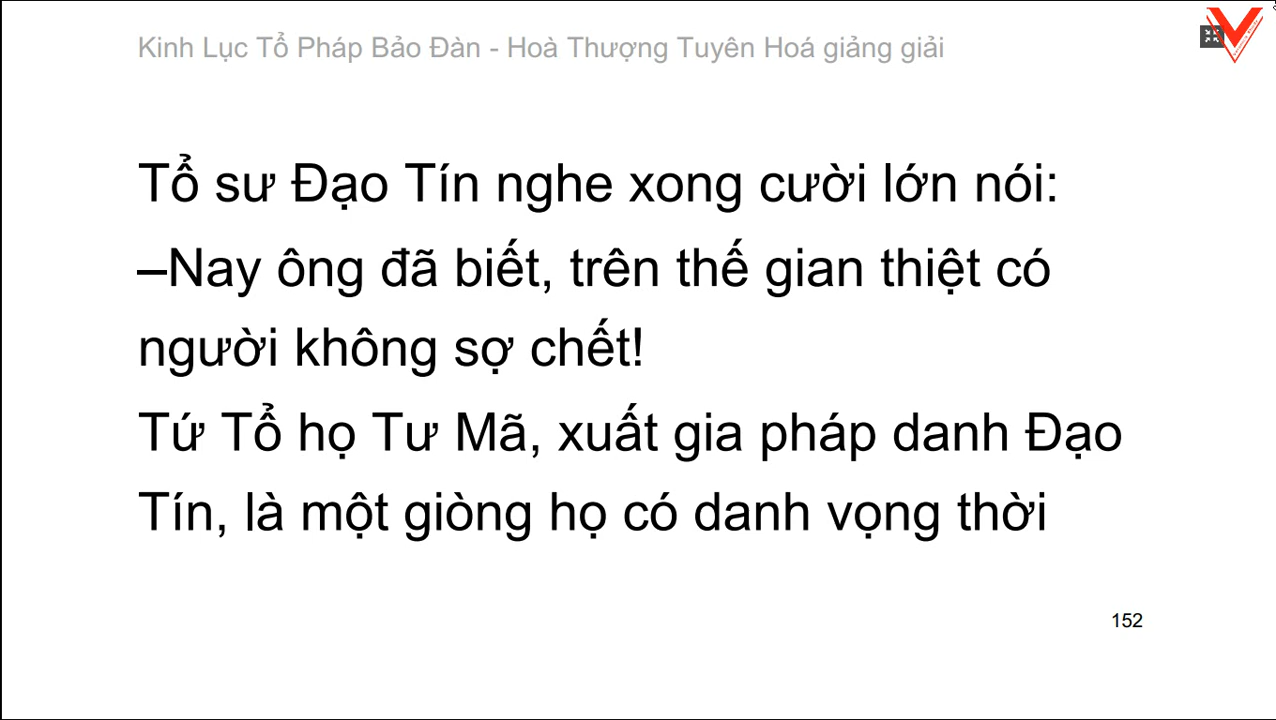 Kinh Lục Tổ Pháp Bảo Đàn - Hoà Thượng Tuyên Hoá giảng giải
Tổ sư Đạo Tín nghe xong cười lớn nói:
–Nay ông đã biết, trên thế gian thiệt có
người không sợ chết!
Tứ Tổ họ Tư Mã, xuất gia pháp danh Đạo
Tín, là một giòng họ có danh vọng thời
152